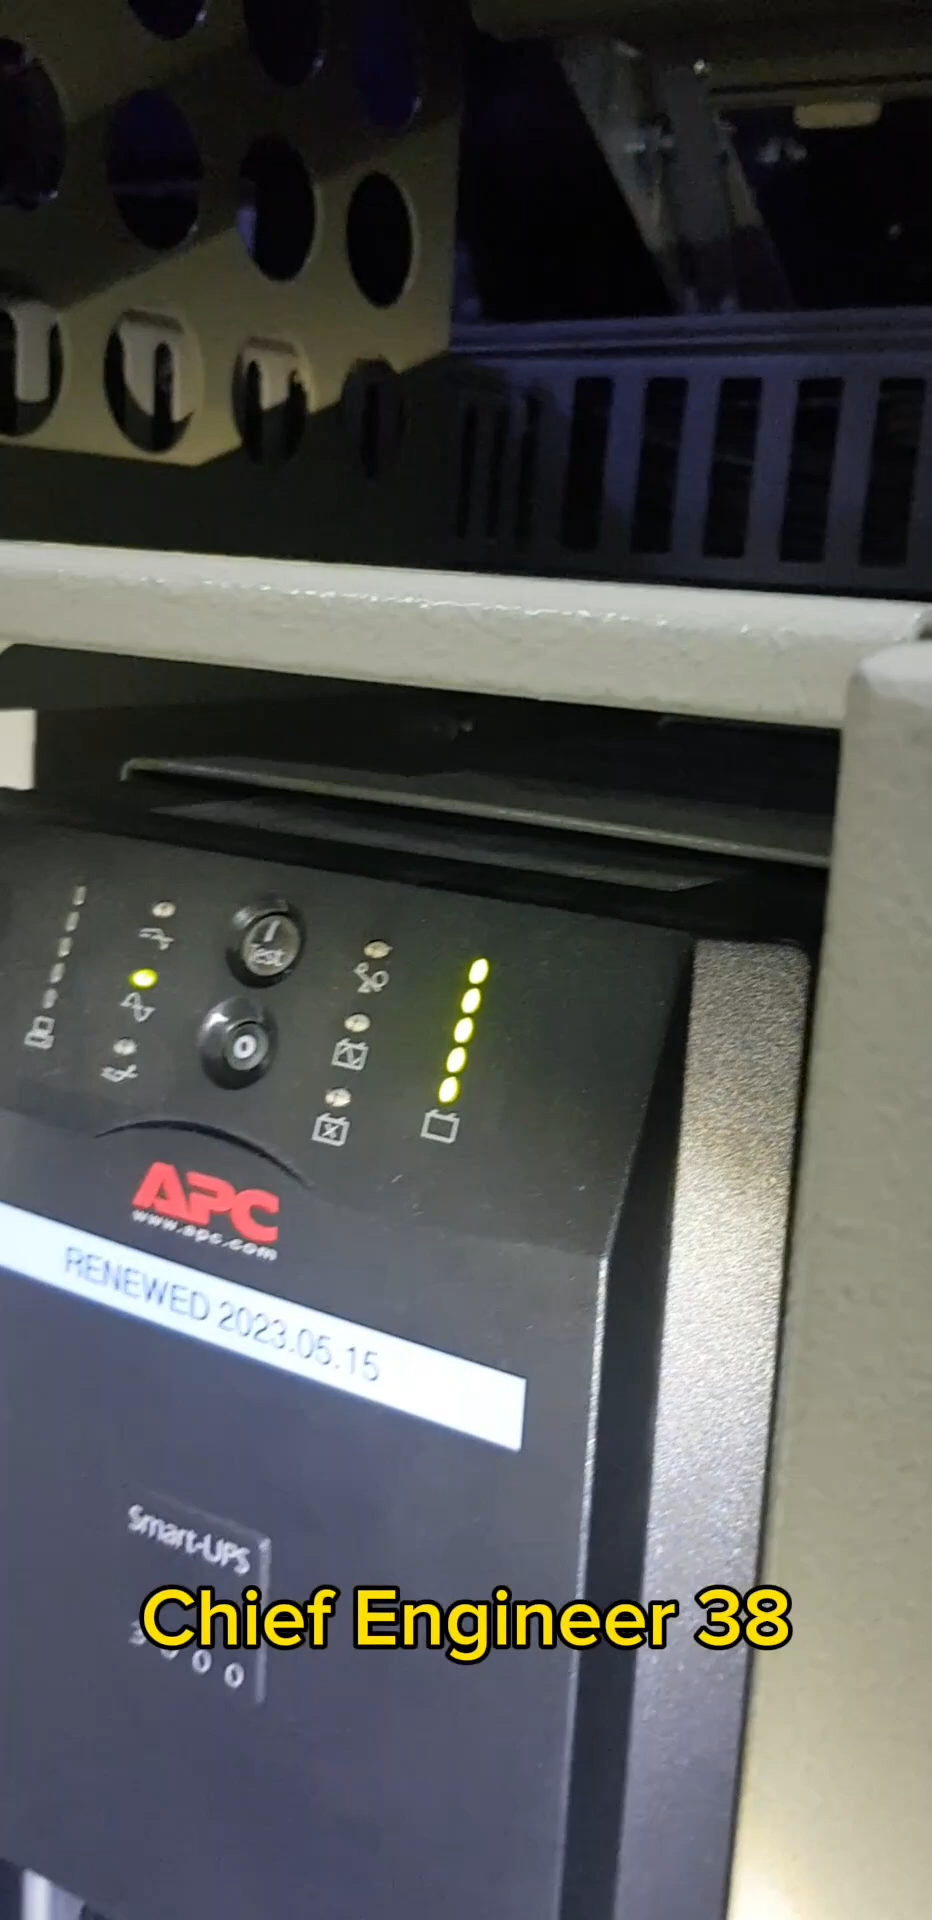 Test
APC
www.apc.com
RENEWED 2023.05.15
Smart-UPS
Chief Engineer 38